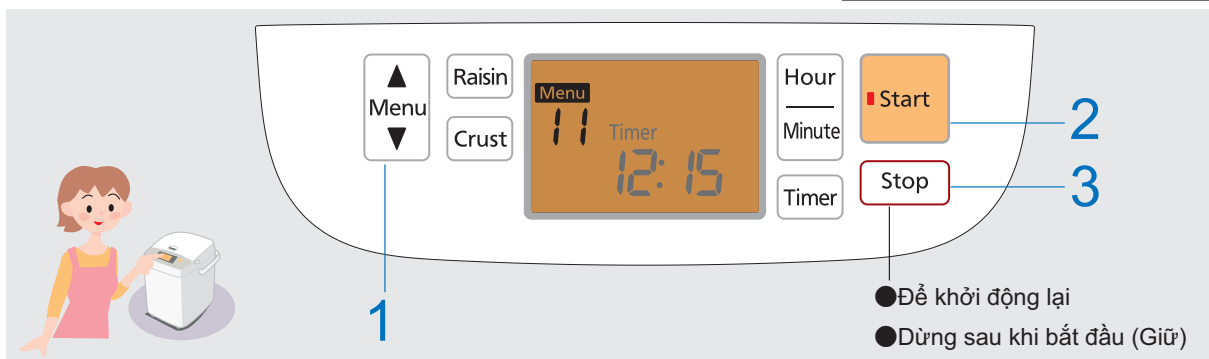 Menu
Raisin
Crust
Menu
11
Timer
12:15
Hour
Minute
Timer
Start
Stop
1
2
3
●Để khởi động lại
●Dừng sau khi bắt đầu (Giữ)